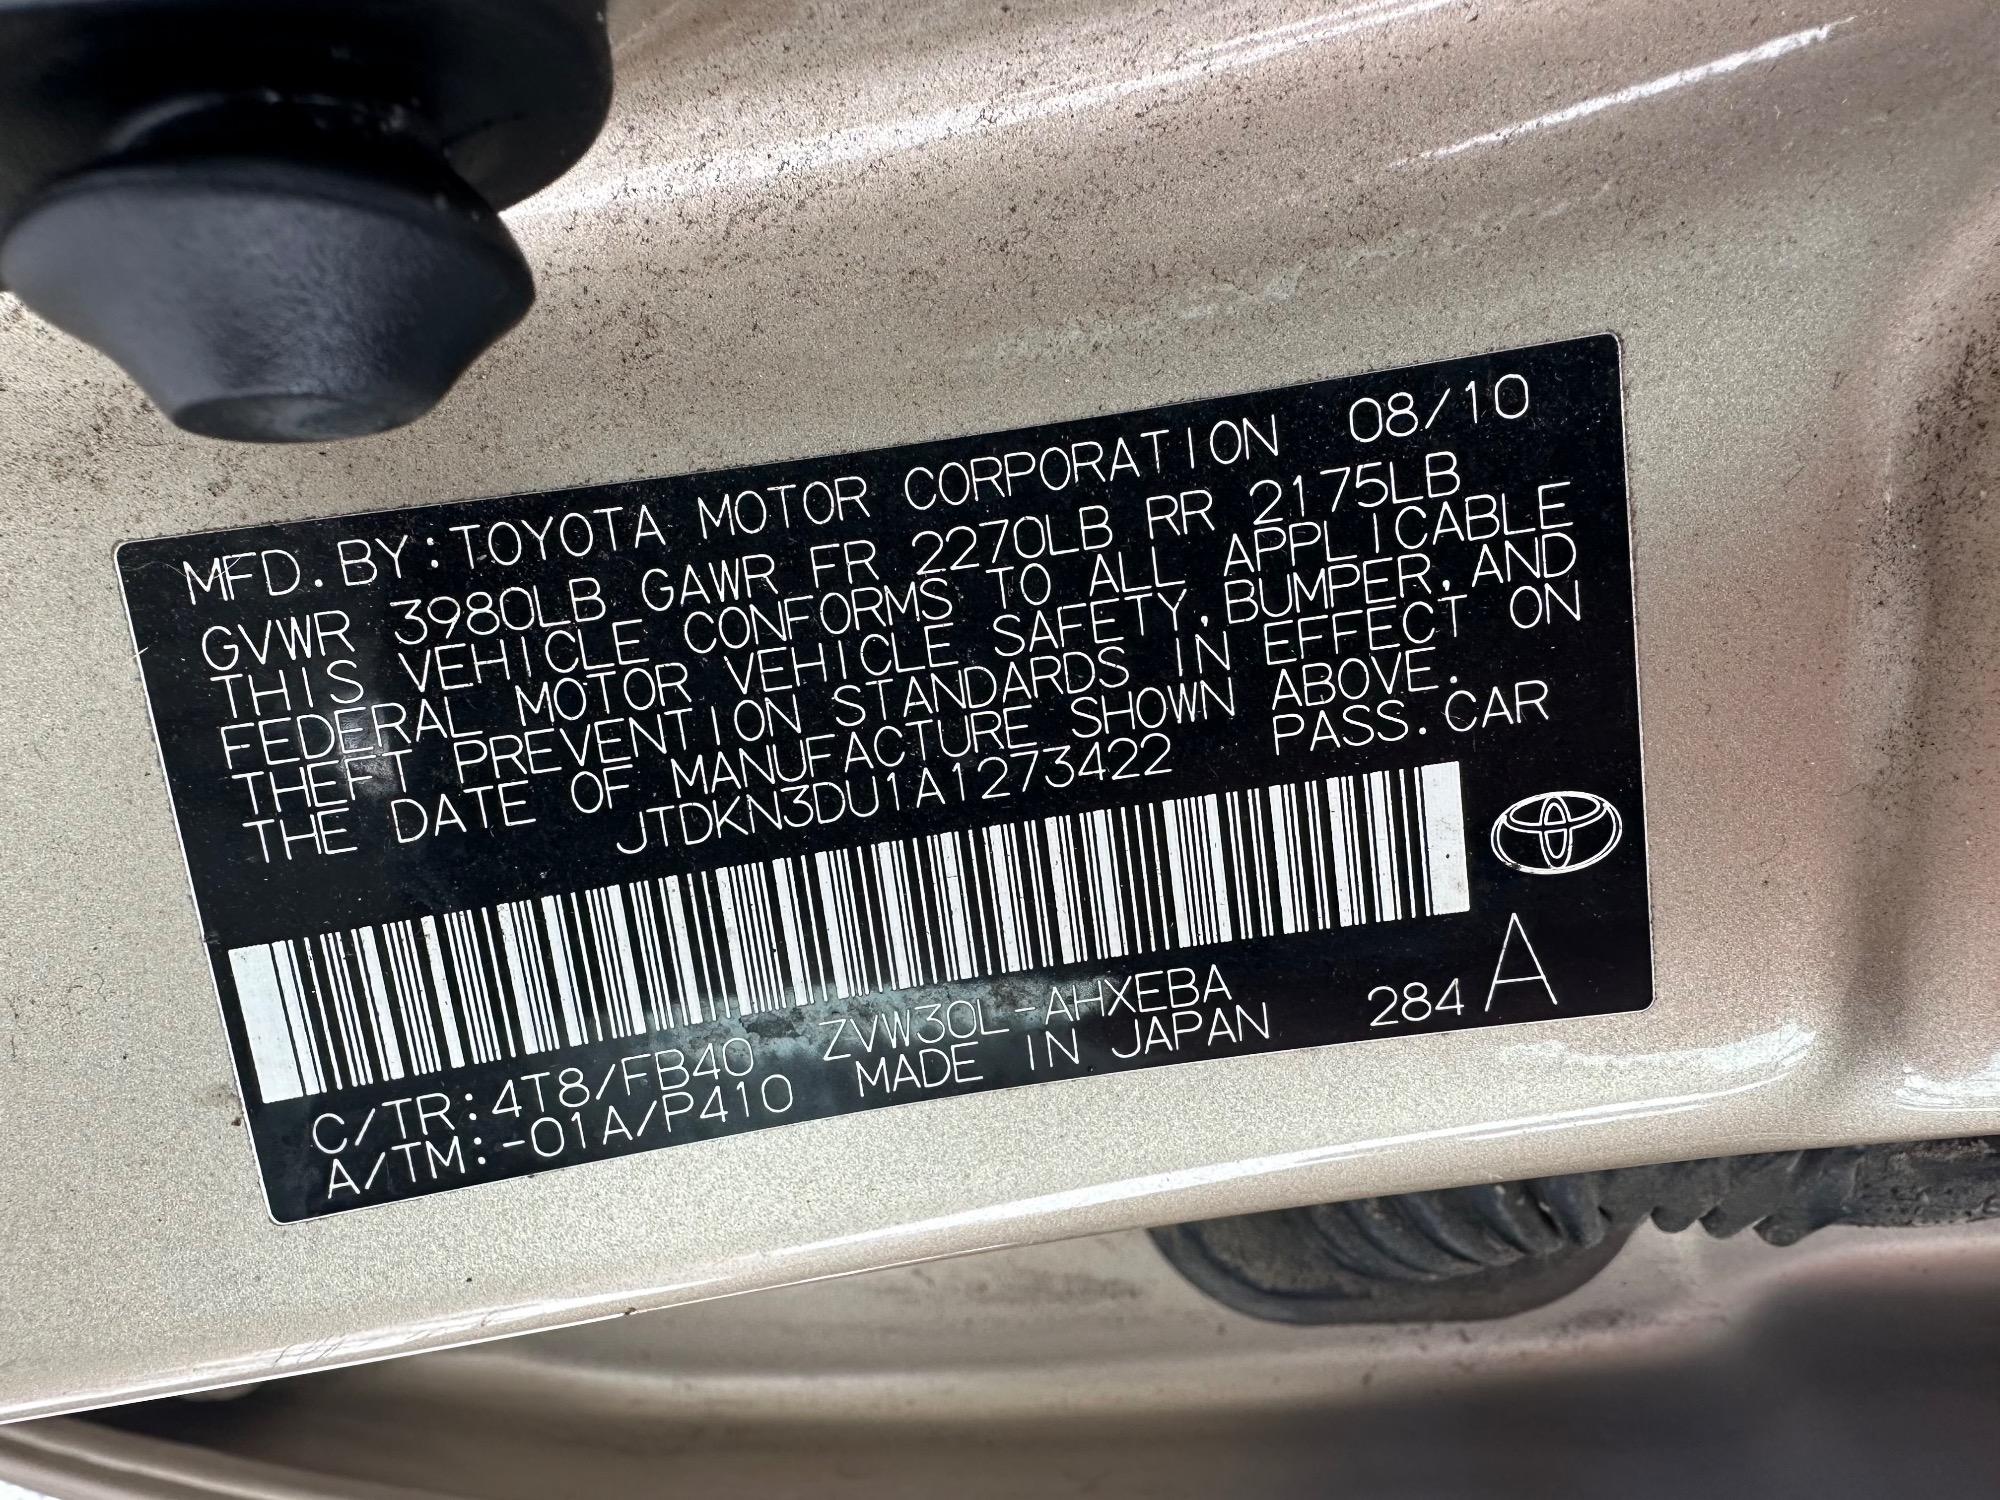 MFD. BY: TOYOTA MOTOR CORPORATION 08/10
GVWR 3980LB GAWR FR 2270LB RR 2175LB
THIS VEHICLE CONFORMS TO ALL APPLICABLE
FEDERAL MOTOR VEHICLE SAFETY, BUMPER, AND
THEFT PREVENTION STANDARDS IN EFFECT ON
THE DATE OF MANUFACTURE SHOWN ABOVE.
JTDKN3DU1A1273422 PASS. CAR
C/TR: 4T8/FB40 ZVW30L-AHXEBA
A/TM: -01A/P410 MADE IN JAPAN 284 A